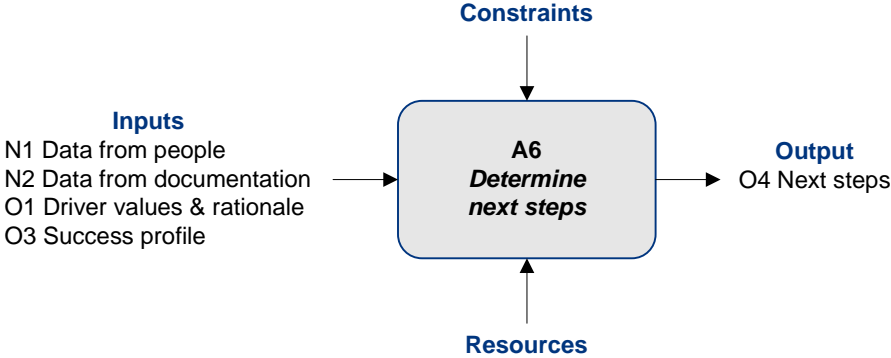 Constraints
Inputs
N1 Data from people
N2 Data from documentation
O1 Driver values & rationale
O3 Success profile
A6
Determine
next steps
Output
O4 Next steps
Resources